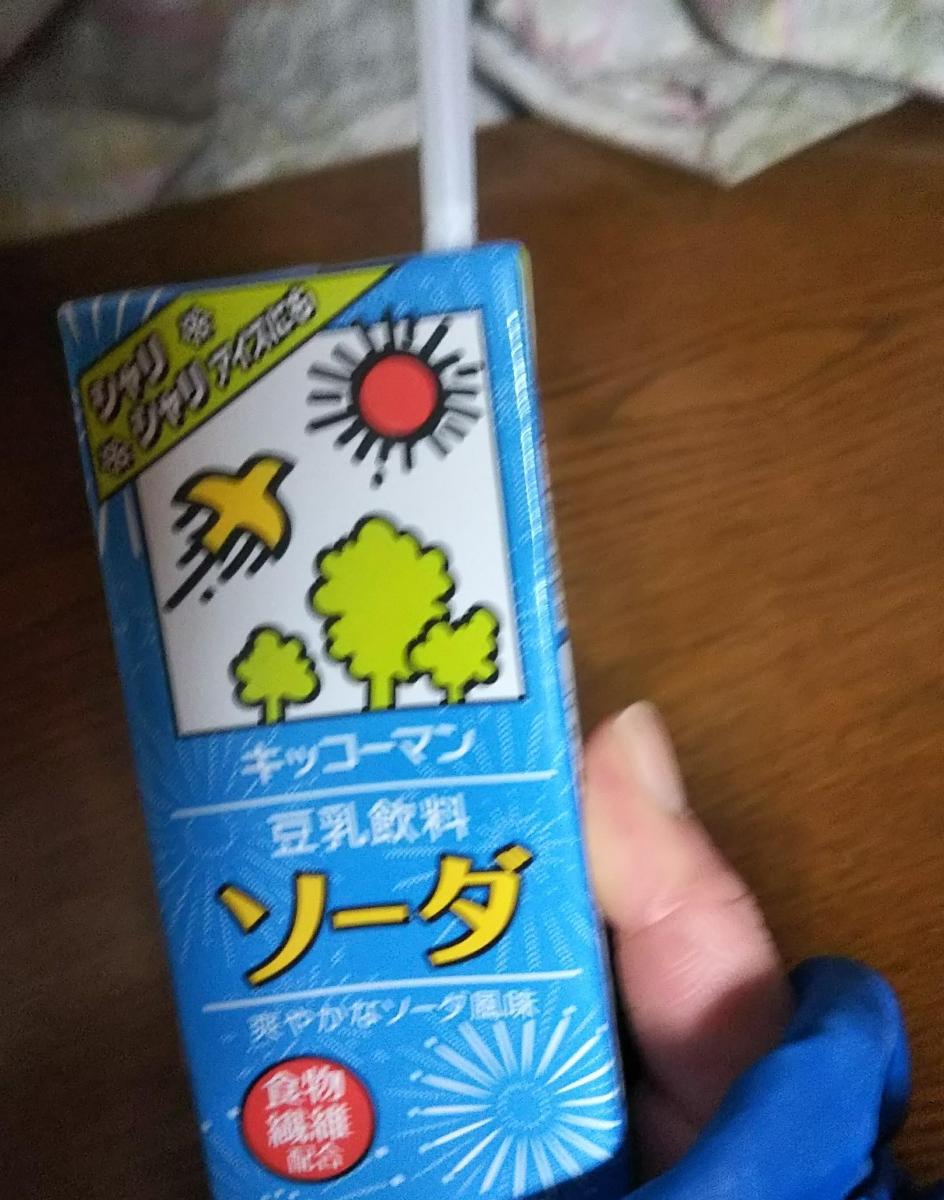 シャリ
シャリ アイスにも
キッコーマン
豆乳飲料
ソーダ
爽やかなソーダ風味
食物
繊維
配合